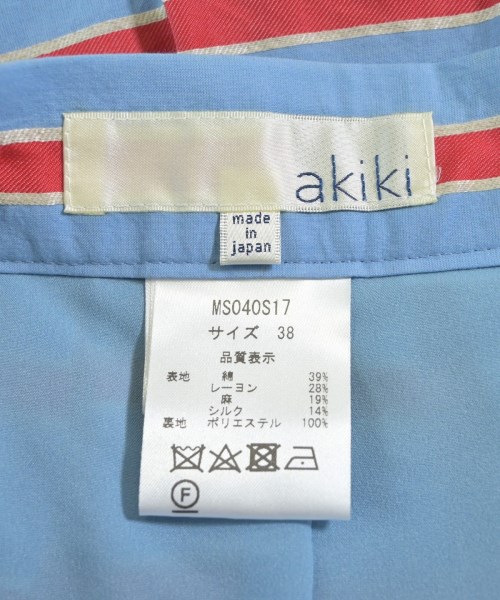 akiki
made
in
japan
MS040S17
サイズ 38
品質表示
表地 綿 39%
レーヨン 28%
麻 19%
シルク 14%
裏地 ポリエステル 100%
F